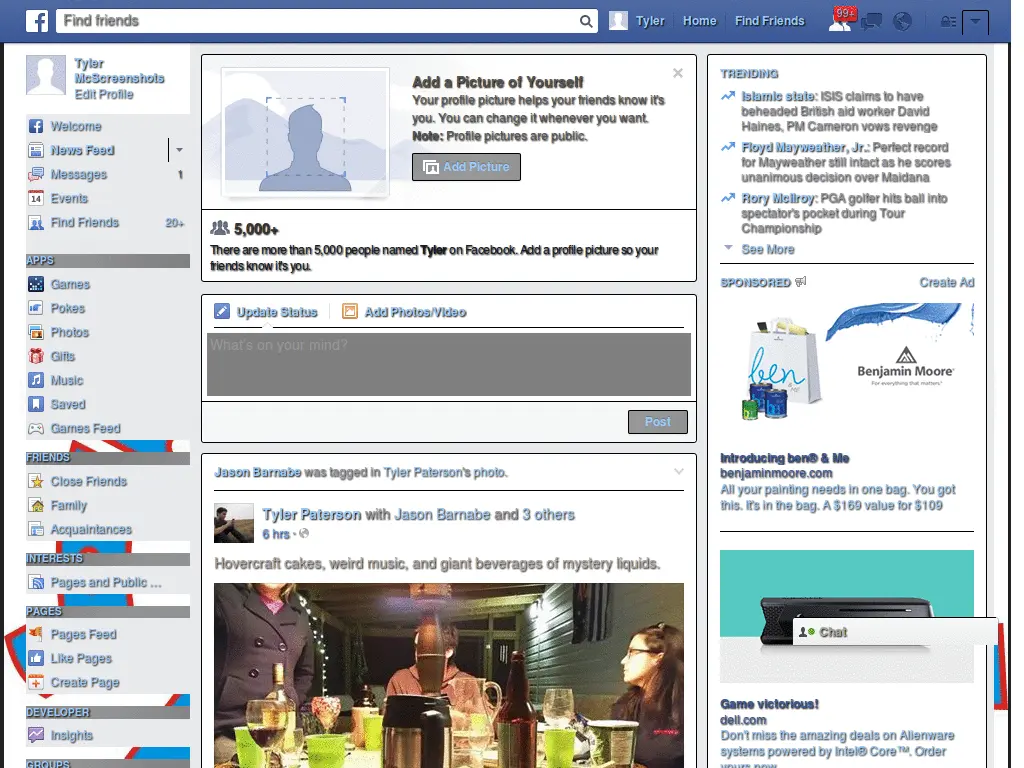 Find friends
Tyler
Home
Find Friends
99+
Tyler
McScreenshots
Edit Profile
Welcome
News Feed
Messages 1
14 Events
Find Friends 20+
APPS
Games
Pokes
Photos
Gifts
Music
Saved
Games Feed
FRIENDS
Close Friends
Family
Acquaintances
INTERESTS
Pages and Public ...
PAGES
Pages Feed
Like Pages
Create Page
DEVELOPER
Insights
GROUPS
Add a Picture of Yourself
Your profile picture helps your friends know it's
you. You can change it whenever you want.
Note: Profile pictures are public.
Add Picture
5,000+
There are more than 5,000 people named Tyler on Facebook. Add a profile picture so your
friends know it's you.
Update Status
Add Photos/Video
What's on your mind?
Post
Jason Barnabe was tagged in Tyler Paterson's photo.
Tyler Paterson with Jason Barnabe and 3 others
6 hrs ·
Hovercraft cakes, weird music, and giant beverages of mystery liquids.
TRENDING
Islamic state: ISIS claims to have
beheaded British aid worker David
Haines, PM Cameron vows revenge
Floyd Mayweather, Jr.: Perfect record
for Mayweather still intact as he scores
unanimous decision over Maidana
Rory McIlroy: PGA golfer hits ball into
spectator's pocket during Tour
Championship
See More
SPONSORED
Create Ad
ben
Benjamin Moore
For everything that matters.
Introducing ben® & Me
benjaminmoore.com
All your painting needs in one bag. You got
this. It's in the bag. A $169 value for $109
Chat
Game victorious!
dell.com
Don't miss the amazing deals on Alienware
systems powered by Intel® Core™. Order
yours now